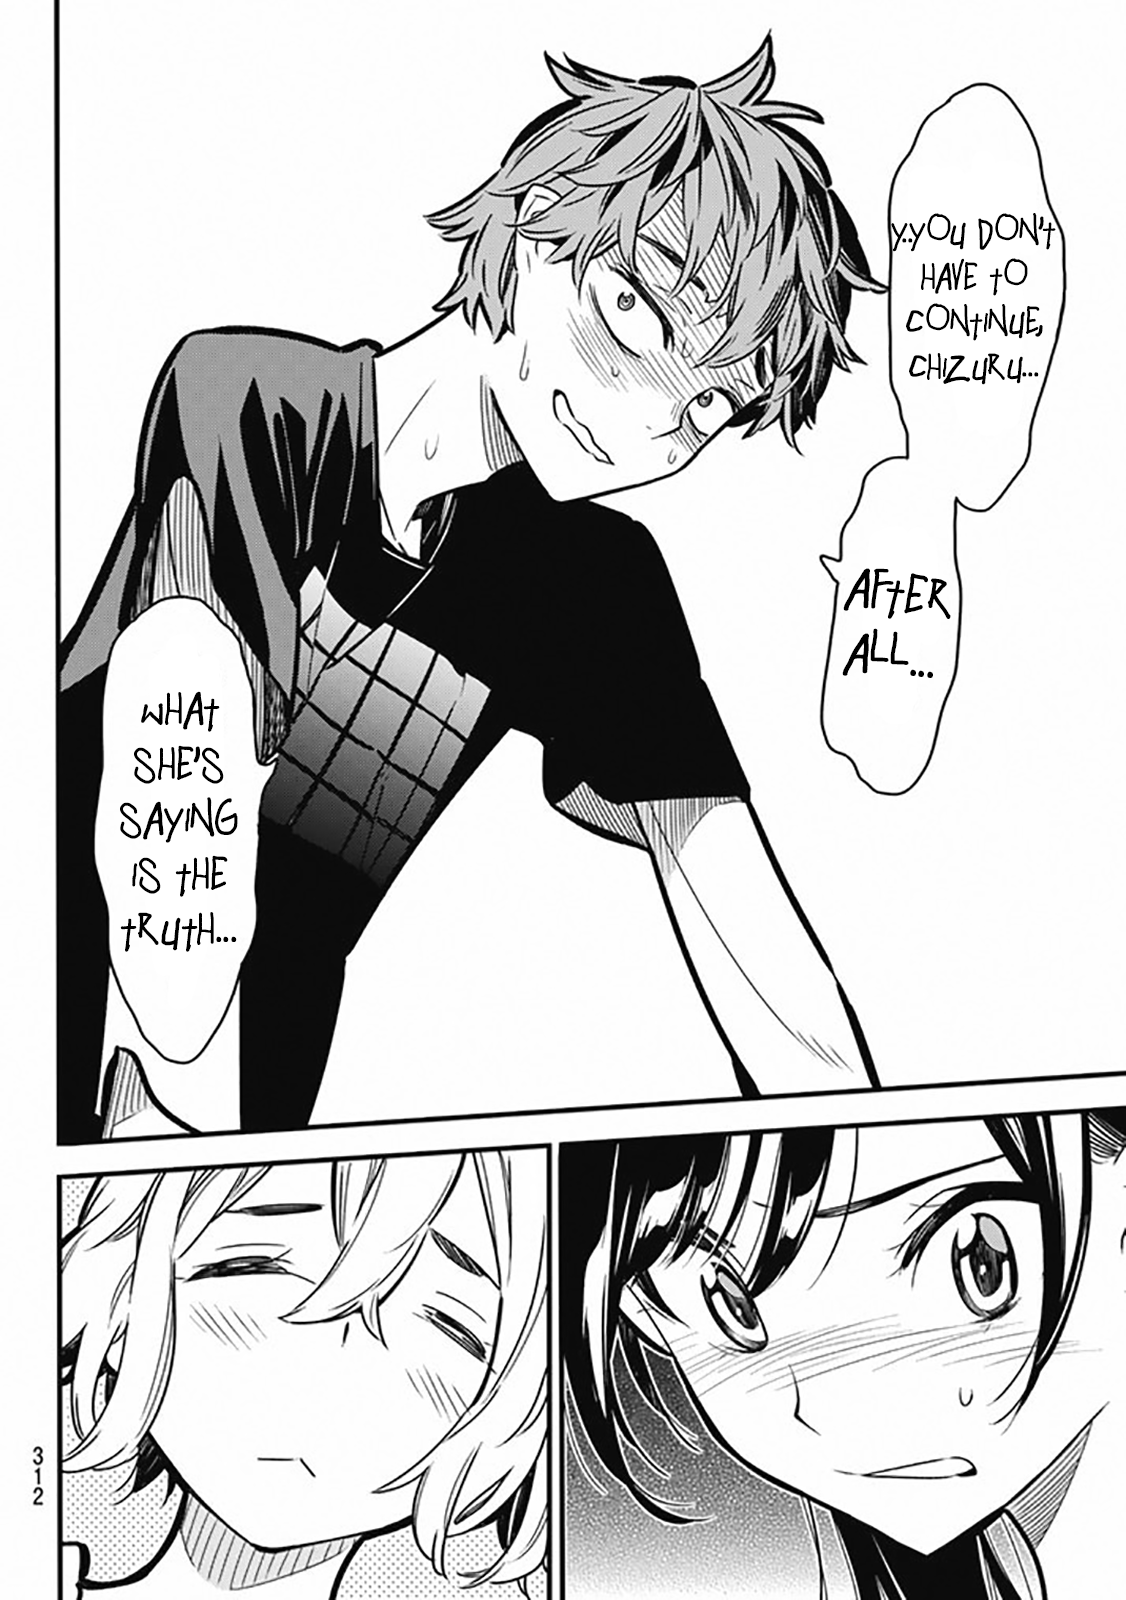 Y..YOU DON'T
HAVE TO
CONTINUE,
CHIZURU...
AFTER
ALL...
WHAT
SHE'S
SAYING
IS THE
TRUTH...
312